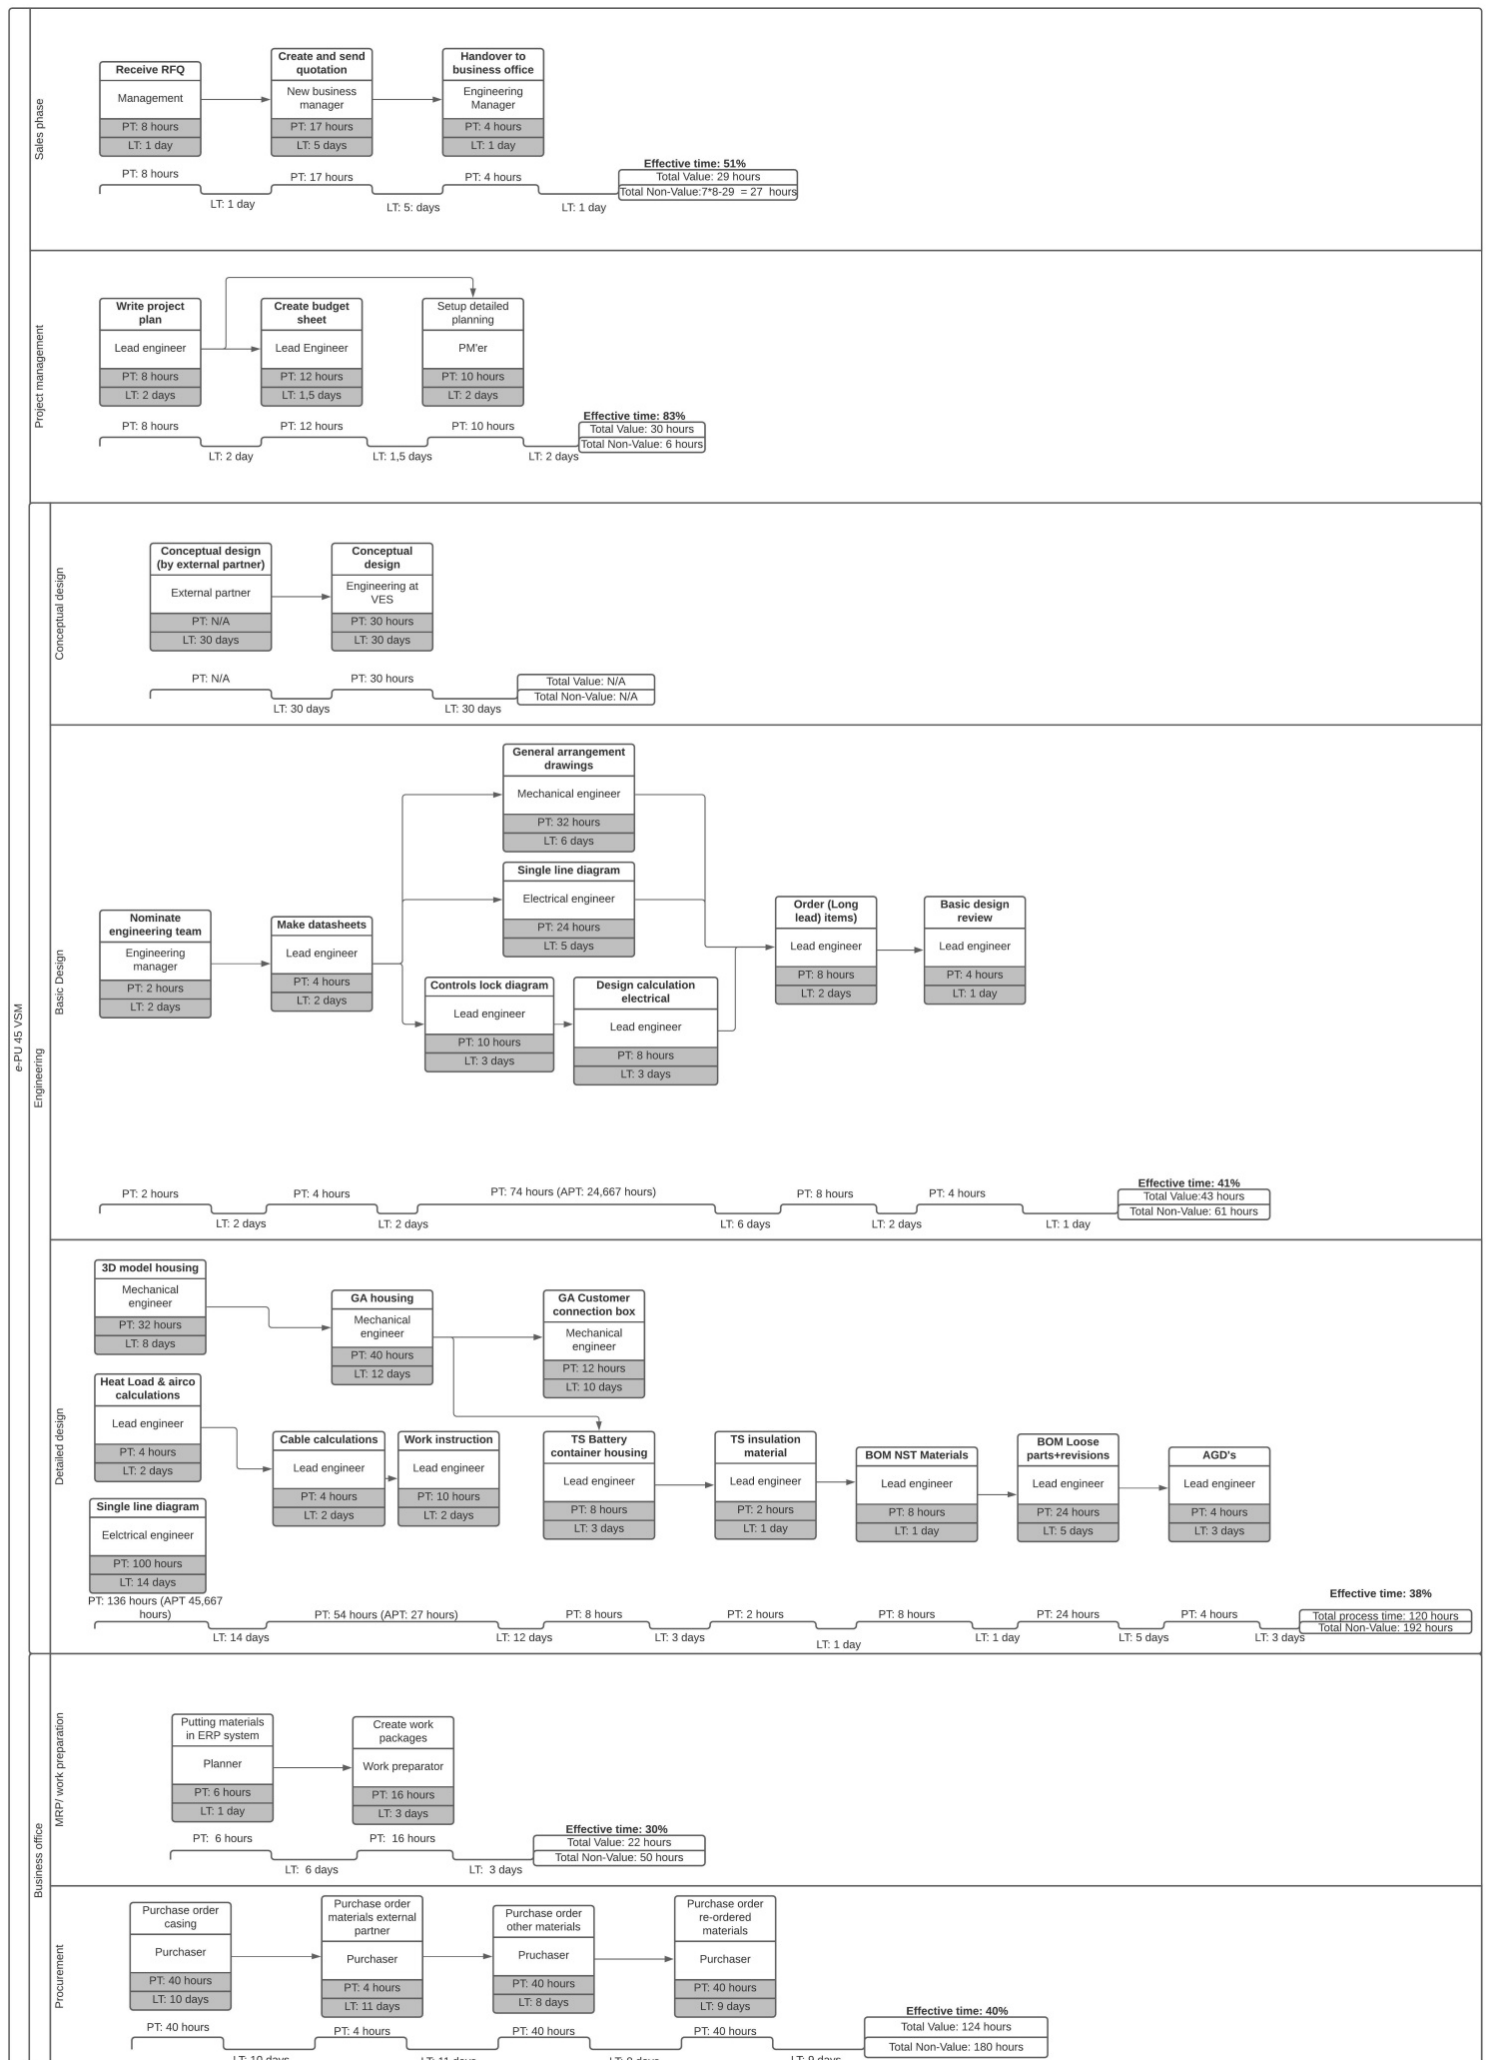 e-PU 45 VSM
Sales phase
Receive RFQ
Management
PT: 8 hours
LT: 1 day
Create and send
quotation
New business
manager
PT: 17 hours
LT: 5 days
Handover to
business office
Engineering
Manager
PT: 4 hours
LT: 1 day
PT: 8 hours
LT: 1 day
PT: 17 hours
LT: 5: days
PT: 4 hours
LT: 1 day
Effective time: 51%
Total Value: 29 hours
Total Non-Value:7*8-29 = 27 hours
Project management
Write project
plan
Lead engineer
PT: 8 hours
LT: 2 days
Create budget
sheet
Lead Engineer
PT: 12 hours
LT: 1,5 days
Setup detailed
planning
PM'er
PT: 10 hours
LT: 2 days
PT: 8 hours
LT: 2 day
PT: 12 hours
LT: 1,5 days
PT: 10 hours
LT: 2 days
Effective time: 83%
Total Value: 30 hours
Total Non-Value: 6 hours
Engineering
Conceptual design
Conceptual design
(by external partner)
External partner
PT: N/A
LT: 30 days
Conceptual
design
Engineering at
VES
PT: 30 hours
LT: 30 days
PT: N/A
LT: 30 days
PT: 30 hours
LT: 30 days
Total Value: N/A
Total Non-Value: N/A
Basic Design
Nominate
engineering team
Engineering
manager
PT: 2 hours
LT: 2 days
Make datasheets
Lead engineer
PT: 4 hours
LT: 2 days
General arrangement
drawings
Mechanical engineer
PT: 32 hours
LT: 6 days
Single line diagram
Electrical engineer
PT: 24 hours
LT: 5 days
Controls lock diagram
Lead engineer
PT: 10 hours
LT: 3 days
Design calculation
electrical
Lead engineer
PT: 8 hours
LT: 3 days
Order (Long
lead) items)
Lead engineer
PT: 8 hours
LT: 2 days
Basic design
review
Lead engineer
PT: 4 hours
LT: 1 day
PT: 2 hours
LT: 2 days
PT: 4 hours
LT: 2 days
PT: 74 hours (APT: 24,667 hours)
LT: 6 days
PT: 8 hours
LT: 2 days
PT: 4 hours
LT: 1 day
Effective time: 41%
Total Value:43 hours
Total Non-Value: 61 hours
Detailed design
3D model housing
Mechanical
engineer
PT: 32 hours
LT: 8 days
Heat Load & airco
calculations
Lead engineer
PT: 4 hours
LT: 2 days
Single line diagram
Eelctrical engineer
PT: 100 hours
LT: 14 days
GA housing
Mechanical
engineer
PT: 40 hours
LT: 12 days
Cable calculations
Lead engineer
PT: 4 hours
LT: 2 days
Work instruction
Lead engineer
PT: 10 hours
LT: 2 days
GA Customer
connection box
Mechanical
engineer
PT: 12 hours
LT: 10 days
TS Battery
container housing
Lead engineer
PT: 8 hours
LT: 3 days
TS insulation
material
Lead engineer
PT: 2 hours
LT: 1 day
BOM NST Materials
Lead engineer
PT: 8 hours
LT: 1 day
BOM Loose
parts+revisions
Lead engineer
PT: 24 hours
LT: 5 days
AGD's
Lead engineer
PT: 4 hours
LT: 3 days
PT: 136 hours (APT 45,667
hours)
LT: 14 days
PT: 54 hours (APT: 27 hours)
LT: 12 days
PT: 8 hours
LT: 3 days
PT: 2 hours
LT: 1 day
PT: 8 hours
LT: 1 day
PT: 24 hours
LT: 5 days
PT: 4 hours
LT: 3 days
Effective time: 38%
Total process time: 120 hours
Total Non-Value: 192 hours
Business office
MRP/ work preparation
Putting materials
in ERP system
Planner
PT: 6 hours
LT: 1 day
Create work
packages
Work preparator
PT: 16 hours
LT: 3 days
PT: 6 hours
LT: 6 days
PT: 16 hours
LT: 3 days
Effective time: 30%
Total Value: 22 hours
Total Non-Value: 50 hours
Procurement
Purchase order
casing
Purchaser
PT: 40 hours
LT: 10 days
Purchase order
materials external
partner
Purchaser
PT: 4 hours
LT: 11 days
Purchase order
other materials
Pruchaser
PT: 40 hours
LT: 8 days
Purchase order
re-ordered
materials
Purchaser
PT: 40 hours
LT: 9 days
PT: 40 hours
LT: 10 days
PT: 4 hours
LT: 11 days
PT: 40 hours
PT: 40 hours
LT: 9 days
Effective time: 40%
Total Value: 124 hours
Total Non-Value: 180 hours